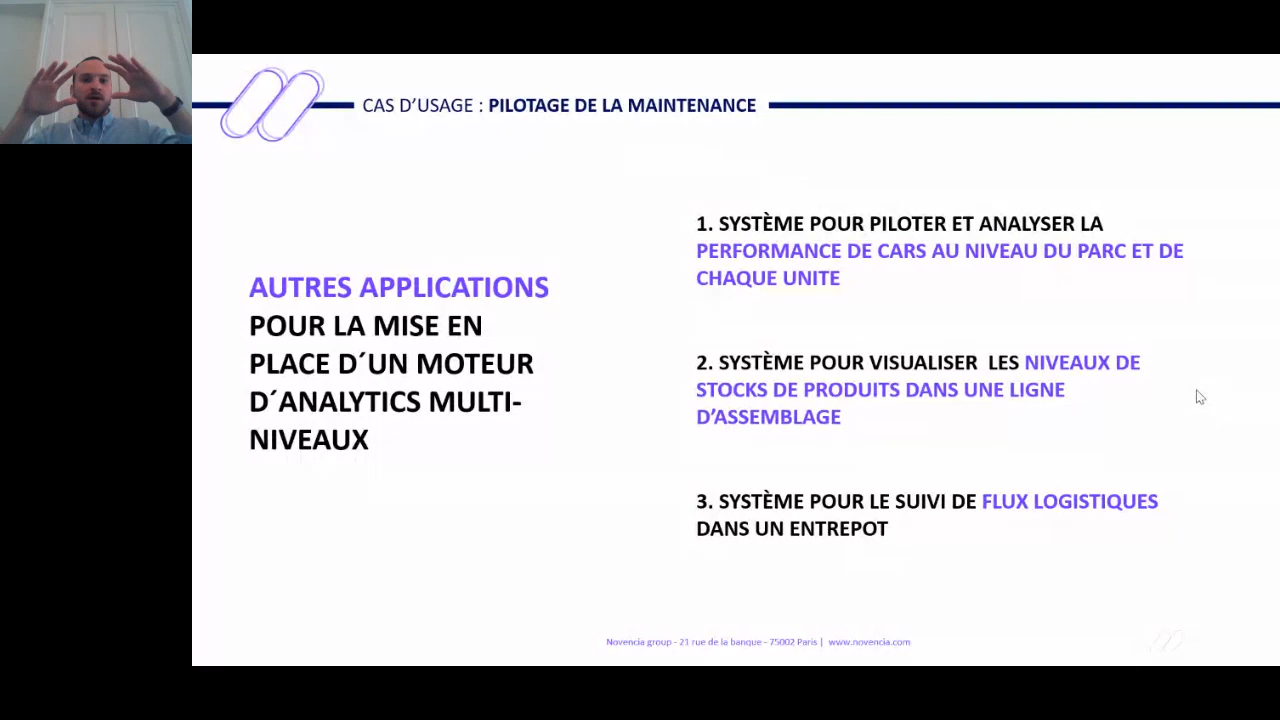 CAS D’USAGE : PILOTAGE DE LA MAINTENANCE
AUTRES APPLICATIONS
POUR LA MISE EN
PLACE D´UN MOTEUR
D´ANALYTICS MULTI-
NIVEAUX
1. SYSTÈME POUR PILOTER ET ANALYSER LA
PERFORMANCE DE CARS AU NIVEAU DU PARC ET DE
CHAQUE UNITE
2. SYSTÈME POUR VISUALISER  LES NIVEAUX DE
STOCKS DE PRODUITS DANS UNE LIGNE
D’ASSEMBLAGE
3. SYSTÈME POUR LE SUIVI DE FLUX LOGISTIQUES
DANS UN ENTREPOT
Novencia group - 21 rue de la banque - 75002 Paris | www.novencia.com